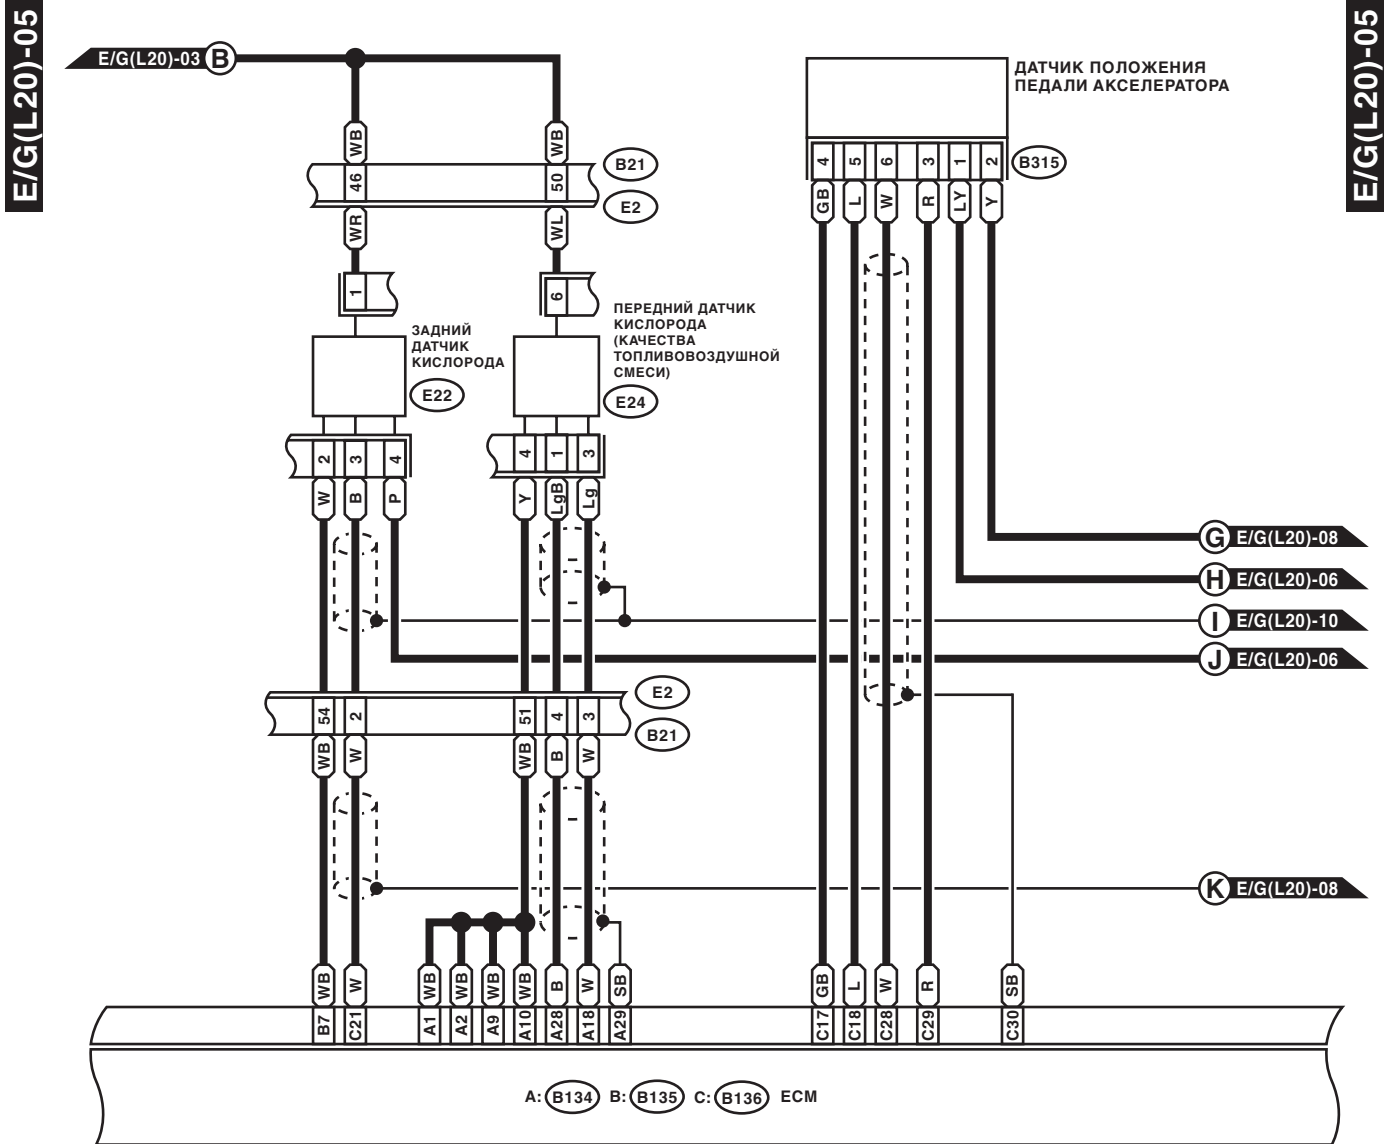 E/G(L20)-05
E/G(L20)-05
E/G(L20)-03 B
ДАТЧИК ПОЛОЖЕНИЯ
ПЕДАЛИ АКСЕЛЕРАТОРА
WB WB
46 50
B21
E2
WR WL
4 5 6 3 1 2
B315
GB L W R LY Y
1 6
ЗАДНИЙ
ДАТЧИК
КИСЛОРОДА
E22
ПЕРЕДНИЙ ДАТЧИК
КИСЛОРОДА
(КАЧЕСТВА
ТОПЛИВОВОЗДУШНОЙ
СМЕСИ)
E24
2 3 4 4 1 3
W B P Y LgB Lg
G E/G(L20)-08
H E/G(L20)-06
I E/G(L20)-10
J E/G(L20)-06
E2
54 2 51 4 3
B21
WB W WB B W
K E/G(L20)-08
WB W WB WB WB WB B W SB GB L W R SB
B7 C21 A1 A2 A9 A10 A28 A18 A29 C17 C18 C28 C29 C30
A: B134 B: B135 C: B136 ECM